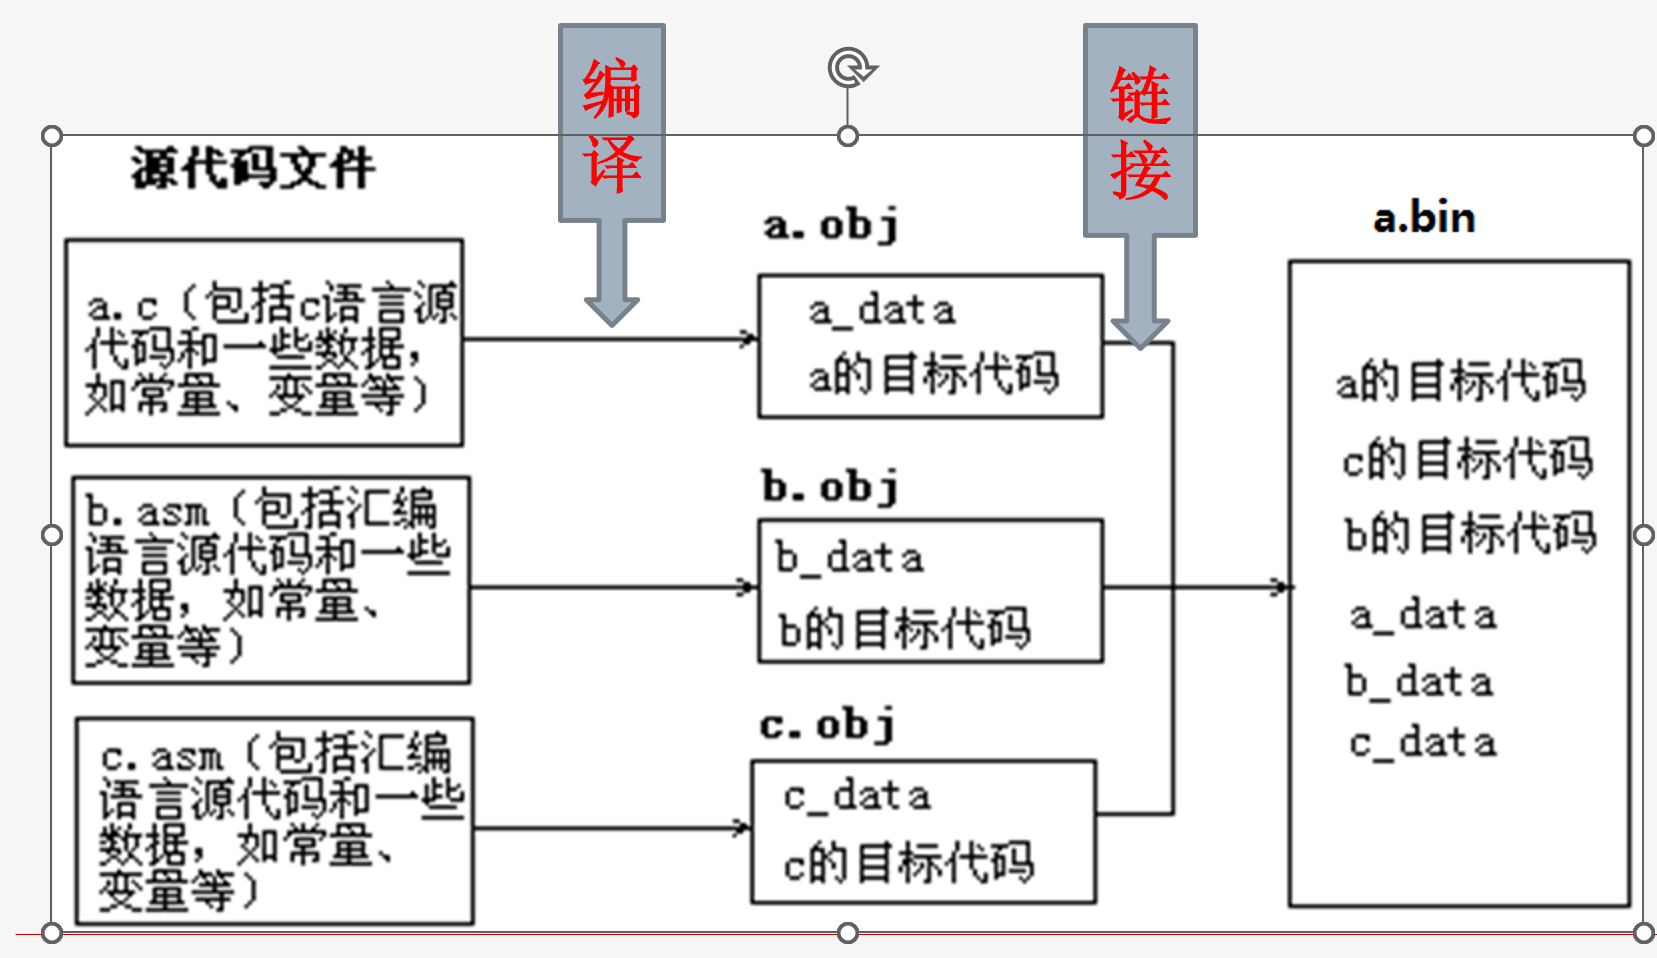 编
译
链
接
源代码文件
a.c（包括c语言源
代码和一些数据，
如常量、变量等）
b.asm（包括汇编
语言源代码和一些
数据，如常量、
变量等）
c.asm（包括汇编
语言源代码和一些
数据，如常量、
变量等）
a.obj
a_data
a的目标代码
b.obj
b_data
b的目标代码
c.obj
c_data
c的目标代码
a.bin
a的目标代码
c的目标代码
b的目标代码
a_data
b_data
c_data